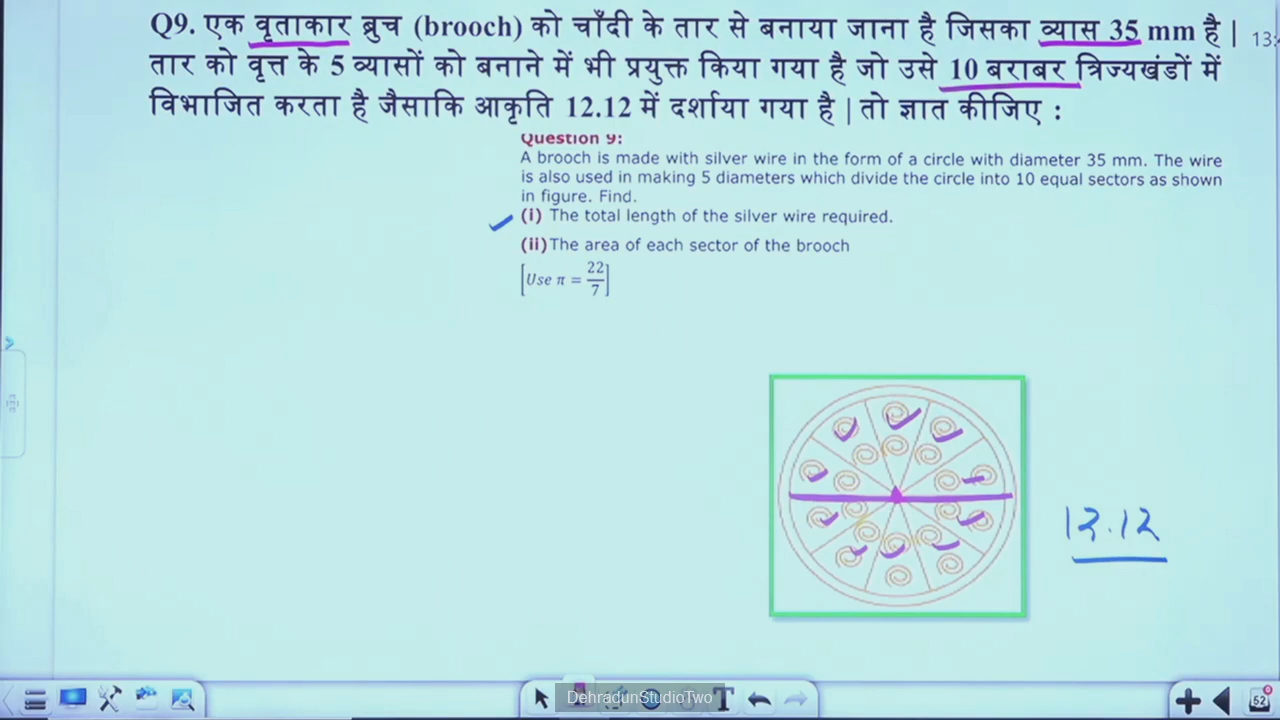 Q9. एक वृताकार ब्रुच (brooch) को चाँदी के तार से बनाया जाना है जिसका व्यास 35 mm है |
तार को वृत्त के 5 व्यासों को बनाने में भी प्रयुक्त किया गया है जो उसे 10 बराबर त्रिज्यखंडों में
विभाजित करता है जैसाकि आकृति 12.12 में दर्शाया गया है | तो ज्ञात कीजिए :
Question 9:
A brooch is made with silver wire in the form of a circle with diameter 35 mm. The wire
is also used in making 5 diameters which divide the circle into 10 equal sectors as shown
in figure. Find.
(i) The total length of the silver wire required.
(ii) The area of each sector of the brooch
[Use π = 22/7]
12.12
DehradunStudioTwo
T
52